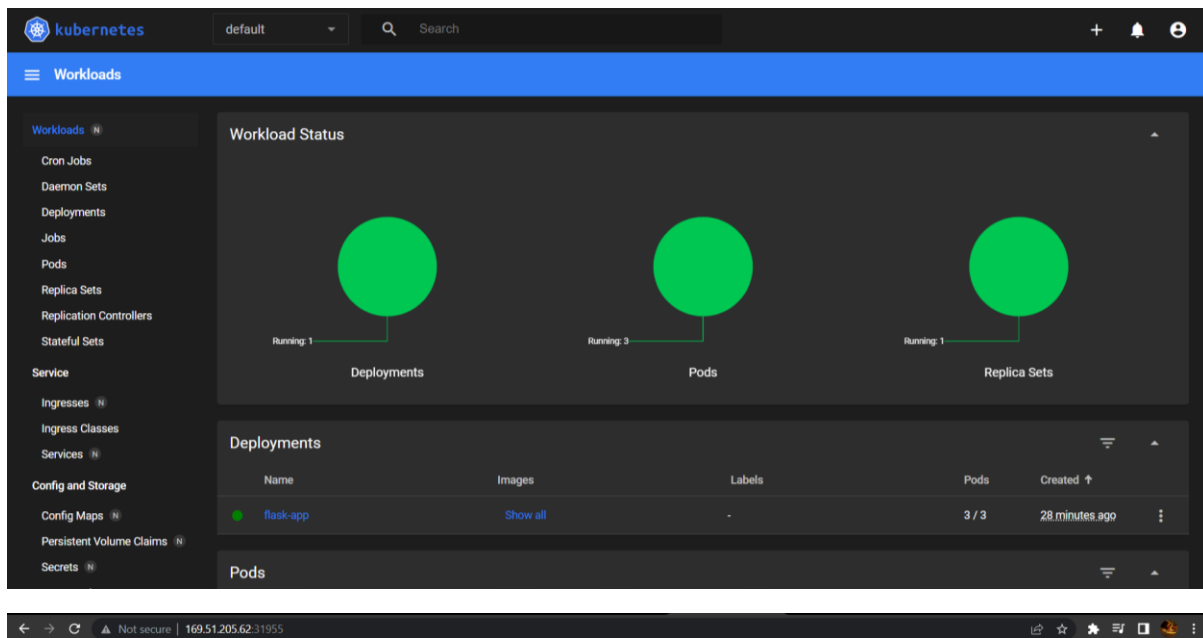 kubernetes default Search
Workloads
Workloads N
Cron Jobs
Daemon Sets
Deployments
Jobs
Pods
Replica Sets
Replication Controllers
Stateful Sets
Service
Ingresses N
Ingress Classes
Services N
Config and Storage
Config Maps N
Persistent Volume Claims N
Secrets N
Workload Status
Running: 1
Deployments
Running: 3
Pods
Running: 1
Replica Sets
Deployments
Name Images Labels Pods Created ↑
flask-app Show all - 3 / 3 28 minutes ago
Pods
Not secure | 169.51.205.62:31955